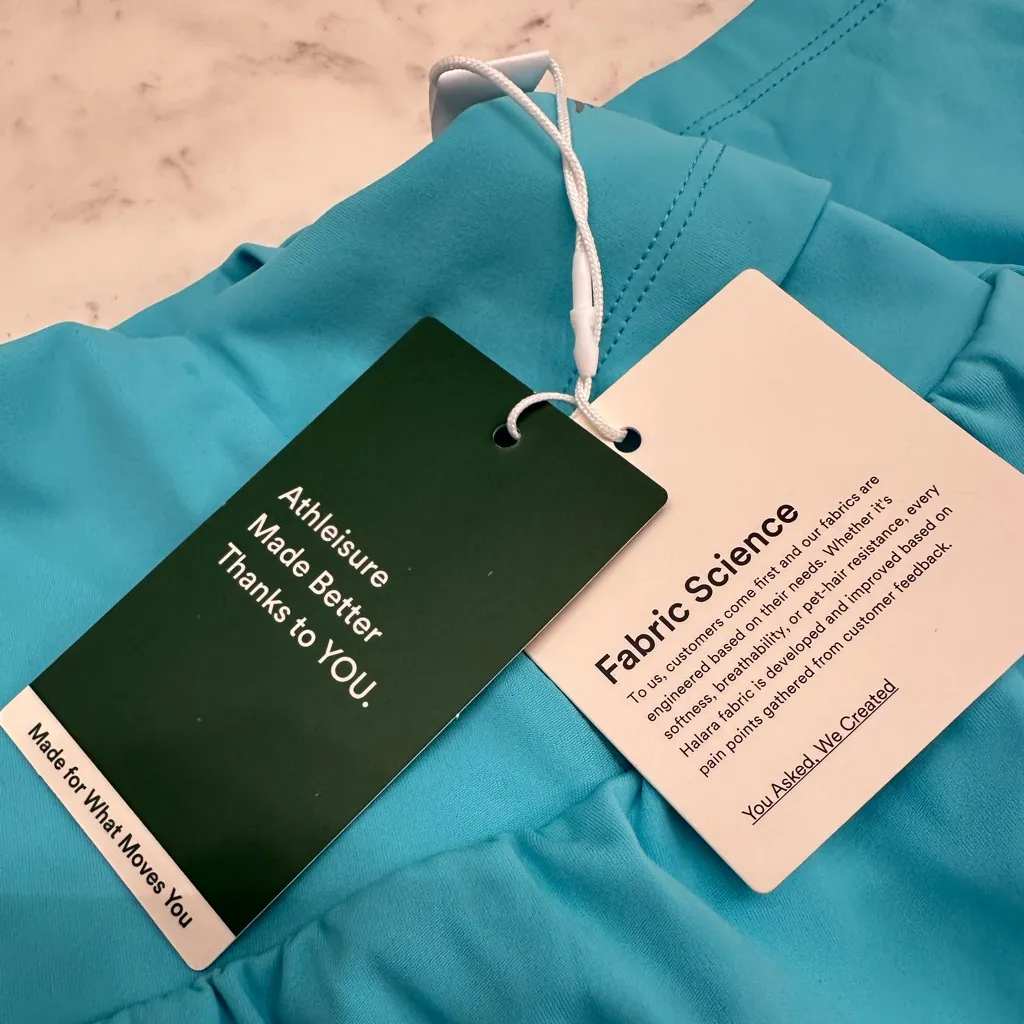 Athleisure
Made Better
Thanks to YOU.
Made for What Moves You
Fabric Science
To us, customers come first and our fabrics are
engineered based on their needs. Whether it's
softness, breathability, or pet-hair resistance, every
Halara fabric is developed and improved based on
pain points gathered from customer feedback.
You Asked, We Created